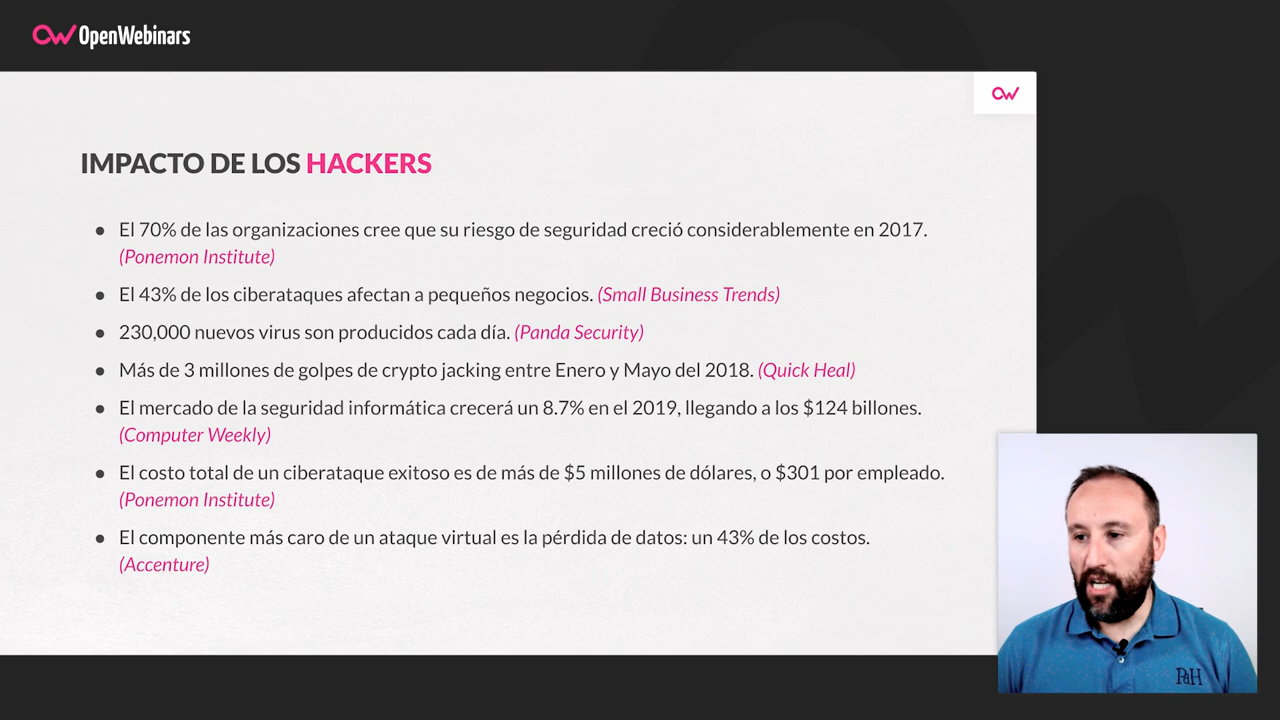 OpenWebinars
IMPACTO DE LOS HACKERS
● El 70% de las organizaciones cree que su riesgo de seguridad creció considerablemente en 2017.
(Ponemon Institute)
● El 43% de los ciberataques afectan a pequeños negocios. (Small Business Trends)
● 230,000 nuevos virus son producidos cada día. (Panda Security)
● Más de 3 millones de golpes de crypto jacking entre Enero y Mayo del 2018. (Quick Heal)
● El mercado de la seguridad informática crecerá un 8.7% en el 2019, llegando a los $124 billones.
(Computer Weekly)
● El costo total de un ciberataque exitoso es de más de $5 millones de dólares, o $301 por empleado.
(Ponemon Institute)
● El componente más caro de un ataque virtual es la pérdida de datos: un 43% de los costos.
(Accenture)
PdH